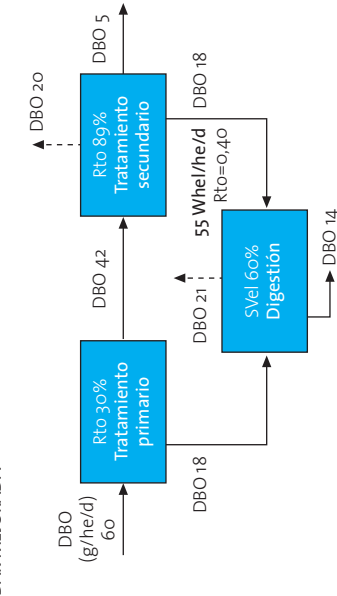 DBO
(g/he/d)
60
Rto 30%
Tratamiento
primario
DBO 18
DBO 42
Rto 89%
Tratamiento
secundario
DBO 20
DBO 5
DBO 18
55 Whel/he/d
Rto=0,40
SVel 60%
Digestión
DBO 21
DBO 14